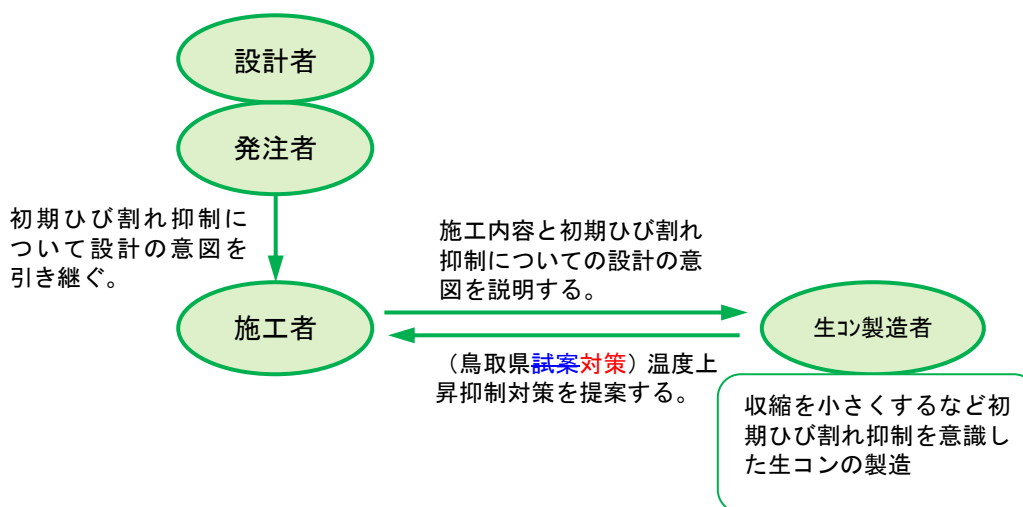 設計者
発注者
初期ひび割れ抑制に
ついて設計の意図を
引き継ぐ。
施工内容と初期ひび割れ
抑制についての設計の意
図を説明する。
施工者
生コン製造者
（鳥取県試案対策）温度上
昇抑制対策を提案する。
収縮を小さくするなど初
期ひび割れ抑制を意識し
た生コンの製造